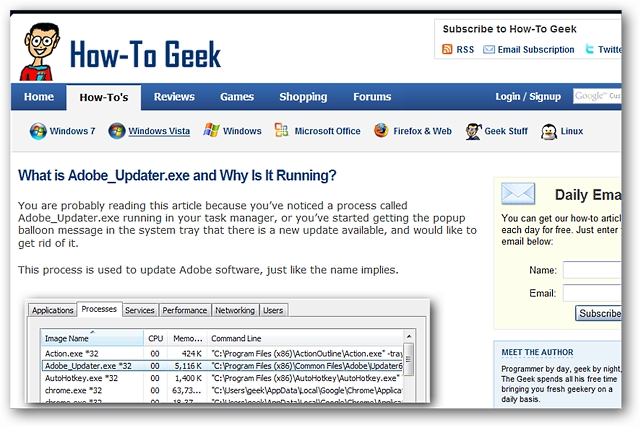 Subscribe to How-To Geek
How-To Geek
RSS Email Subscription Twitte
Home How-To's Reviews Games Shopping Forums Login / Signup Google™ Cus
Windows 7 Windows Vista Windows Microsoft Office Firefox & Web Geek Stuff Linux
What is Adobe_Updater.exe and Why Is It Running?
You are probably reading this article because you've noticed a process called
Adobe_Updater.exe running in your task manager, or you've started getting the popup
balloon message in the system tray that there is a new update available, and would like to
get rid of it.
This process is used to update Adobe software, just like the name implies.
Applications Processes Services Performance Networking Users
Image Name CPU Memo... Command Line
Action.exe *32 00 424 K "C:\Program Files (x86)\ActionOutline\Action.exe" -tray
Adobe_Updater.exe *32 00 5,116 K "C:\Program Files (x86)\Common Files\Adobe\Updater6
AutoHotkey.exe *32 00 1,400 K "C:\Program Files (x86)\AutoHotkey\AutoHotkey.exe"
chrome.exe *32 00 63,73... "C:\Users\geek\AppData\Local\Google\Chrome\Applica
chrome.exe *32 00 18,37... "C:\Users\geek\AppData\Local\Google\Chrome\Applica
Daily Emai
You can get our how-to articl
each day for free. Just enter
email below:
Name:
Email:
Subscribe
MEET THE AUTHOR
Programmer by day, geek by night,
The Geek spends all his free time
bringing you fresh geekery on a
daily basis.